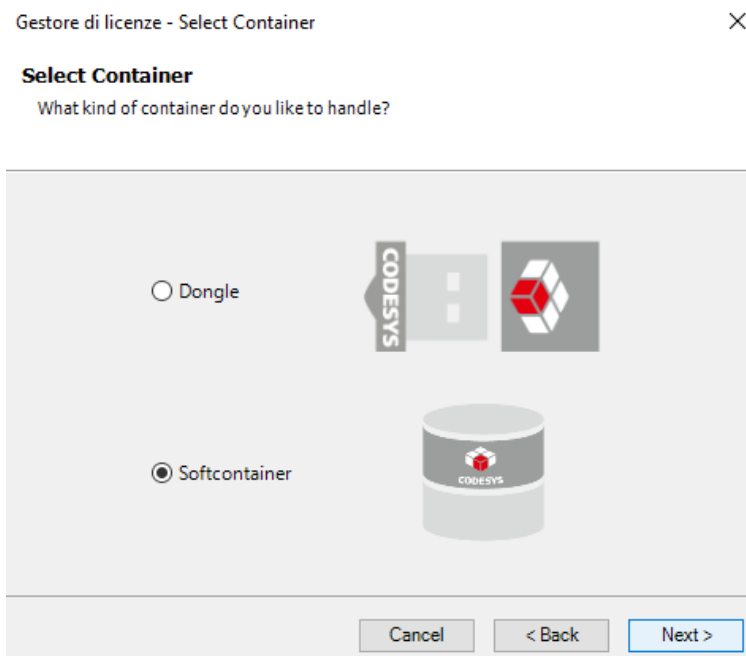 Gestore di licenze - Select Container
Select Container
What kind of container do you like to handle?
CODESYS
Dongle
CODESYS
Softcontainer
Cancel
< Back
Next >